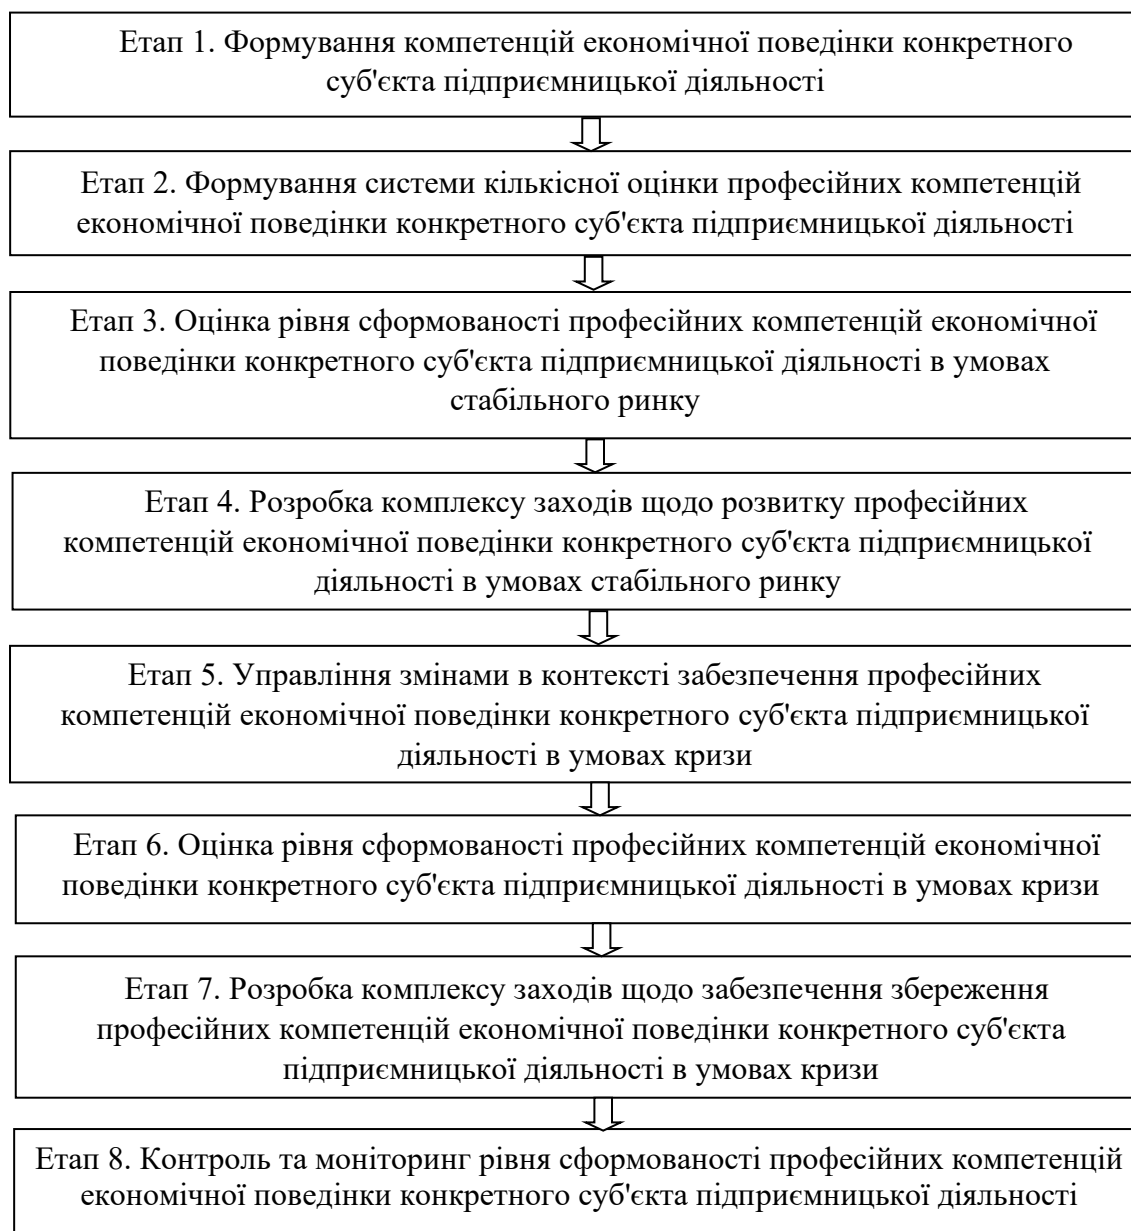 Етап 1. Формування компетенцій економічної поведінки конкретного
суб'єкта підприємницької діяльності
Етап 2. Формування системи кількісної оцінки професійних компетенцій
економічної поведінки конкретного суб'єкта підприємницької діяльності
Етап 3. Оцінка рівня сформованості професійних компетенцій економічної
поведінки конкретного суб'єкта підприємницької діяльності в умовах
стабільного ринку
Етап 4. Розробка комплексу заходів щодо розвитку професійних
компетенцій економічної поведінки конкретного суб'єкта підприємницької
діяльності в умовах стабільного ринку
Етап 5. Управління змінами в контексті забезпечення професійних
компетенцій економічної поведінки конкретного суб'єкта підприємницької
діяльності в умовах кризи
Етап 6. Оцінка рівня сформованості професійних компетенцій економічної
поведінки конкретного суб'єкта підприємницької діяльності в умовах кризи
Етап 7. Розробка комплексу заходів щодо забезпечення збереження
професійних компетенцій економічної поведінки конкретного суб'єкта
підприємницької діяльності в умовах кризи
Етап 8. Контроль та моніторинг рівня сформованості професійних компетенцій
економічної поведінки конкретного суб'єкта підприємницької діяльності